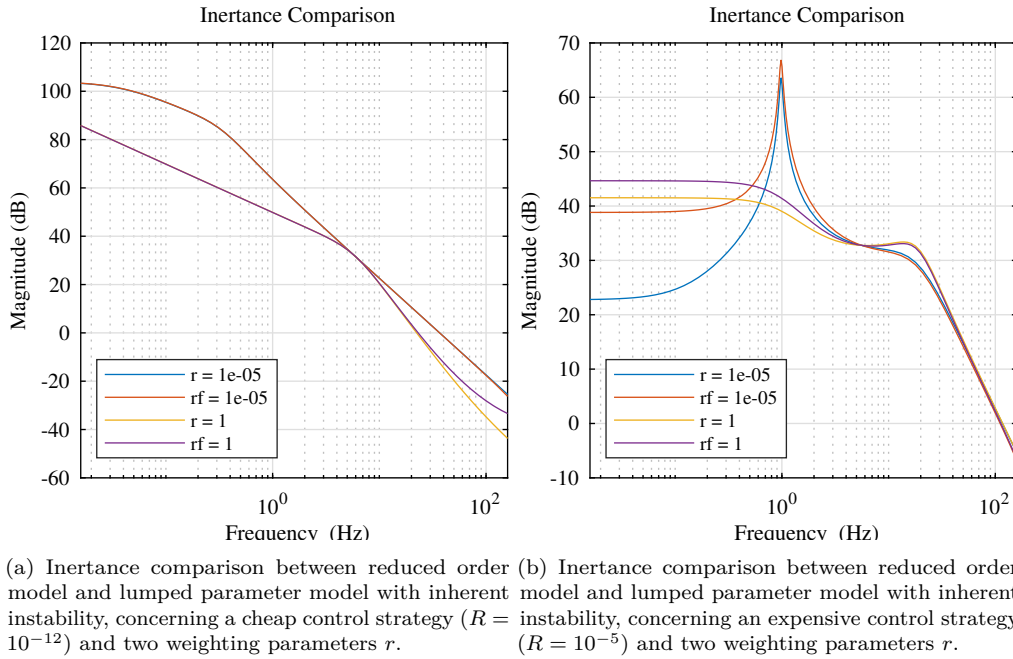 Inertance Comparison
120
100
80
60
40
20
0
-20
-40
-60
Magnitude (dB)
r = 1e-05
rf = 1e-05
r = 1
rf = 1
10^0
10^2
Frequency (Hz)
Inertance Comparison
70
60
50
40
30
20
10
0
-10
Magnitude (dB)
r = 1e-05
rf = 1e-05
r = 1
rf = 1
10^0
10^2
Frequency (Hz)
(a) Inertance comparison between reduced order
model and lumped parameter model with inherent
instability, concerning a cheap control strategy (R =
10^{-12}) and two weighting parameters r.
(b) Inertance comparison between reduced order
model and lumped parameter model with inherent
instability, concerning an expensive control strategy
(R = 10^{-5}) and two weighting parameters r.